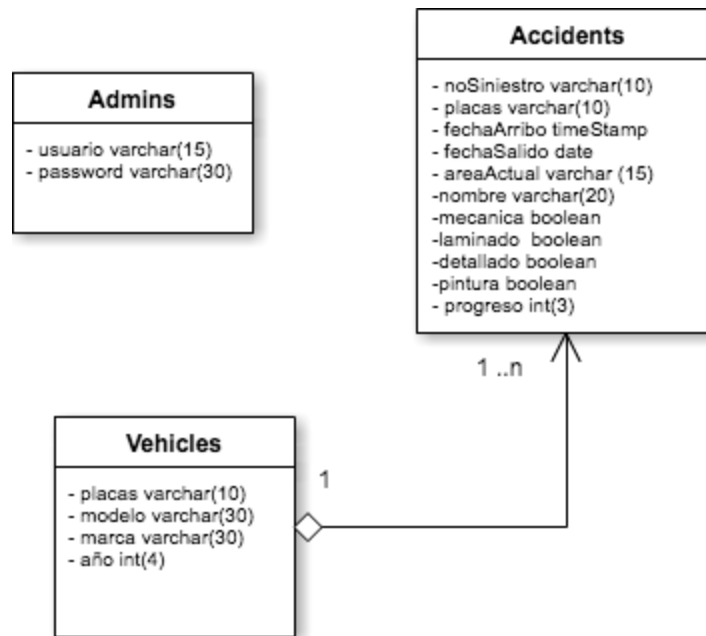 Admins
- usuario varchar(15)
- password varchar(30)
Accidents
- noSiniestro varchar(10)
- placas varchar(10)
- fechaArribo timeStamp
- fechaSalido date
- areaActual varchar (15)
-nombre varchar(20)
-mecanica boolean
-laminado  boolean
-detallado boolean
-pintura boolean
- progreso int(3)
1 ..n
Vehicles
- placas varchar(10)
- modelo varchar(30)
- marca varchar(30)
- año int(4)
1